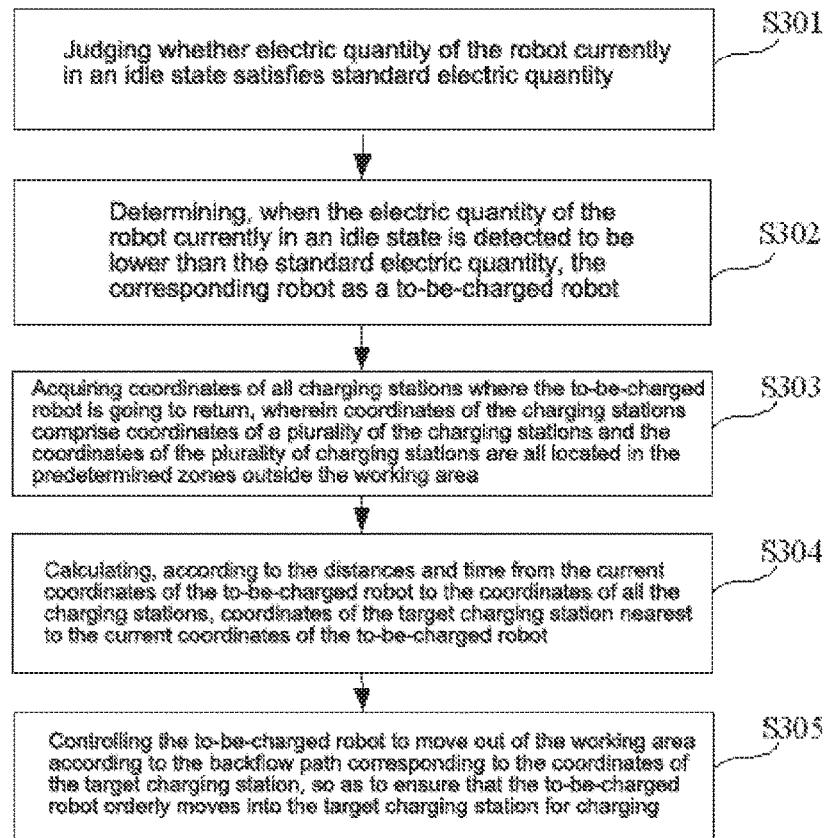 S301
Judging whether electric quantity of the robot currently
in an idle state satisfies standard electric quantity
S302
Determining, when the electric quantity of the
robot currently in an idle state is detected to be
lower than the standard electric quantity, the
corresponding robot as a to-be-charged robot
S303
Acquiring coordinates of all charging stations where the to-be-charged
robot is going to return, wherein coordinates of the charging stations
comprise coordinates of a plurality of the charging stations and the
coordinates of the plurality of charging stations are all located in the
predetermined zones outside the working area
S304
Calculating, according to the distances and time from the current
coordinates of the to-be-charged robot to the coordinates of all the
charging stations, coordinates of the target charging station nearest
to the current coordinates of the to-be-charged robot
S305
Controlling the to-be-charged robot to move out of the working area
according to the backflow path corresponding to the coordinates of
the target charging station, so as to ensure that the to-be-charged
robot orderly moves into the target charging station for charging